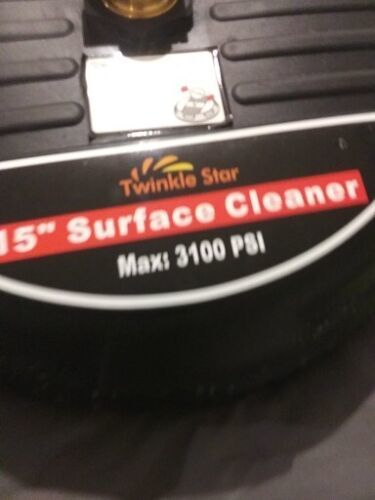 Twinkle Star
15" Surface Cleaner
Max: 3100 PSI